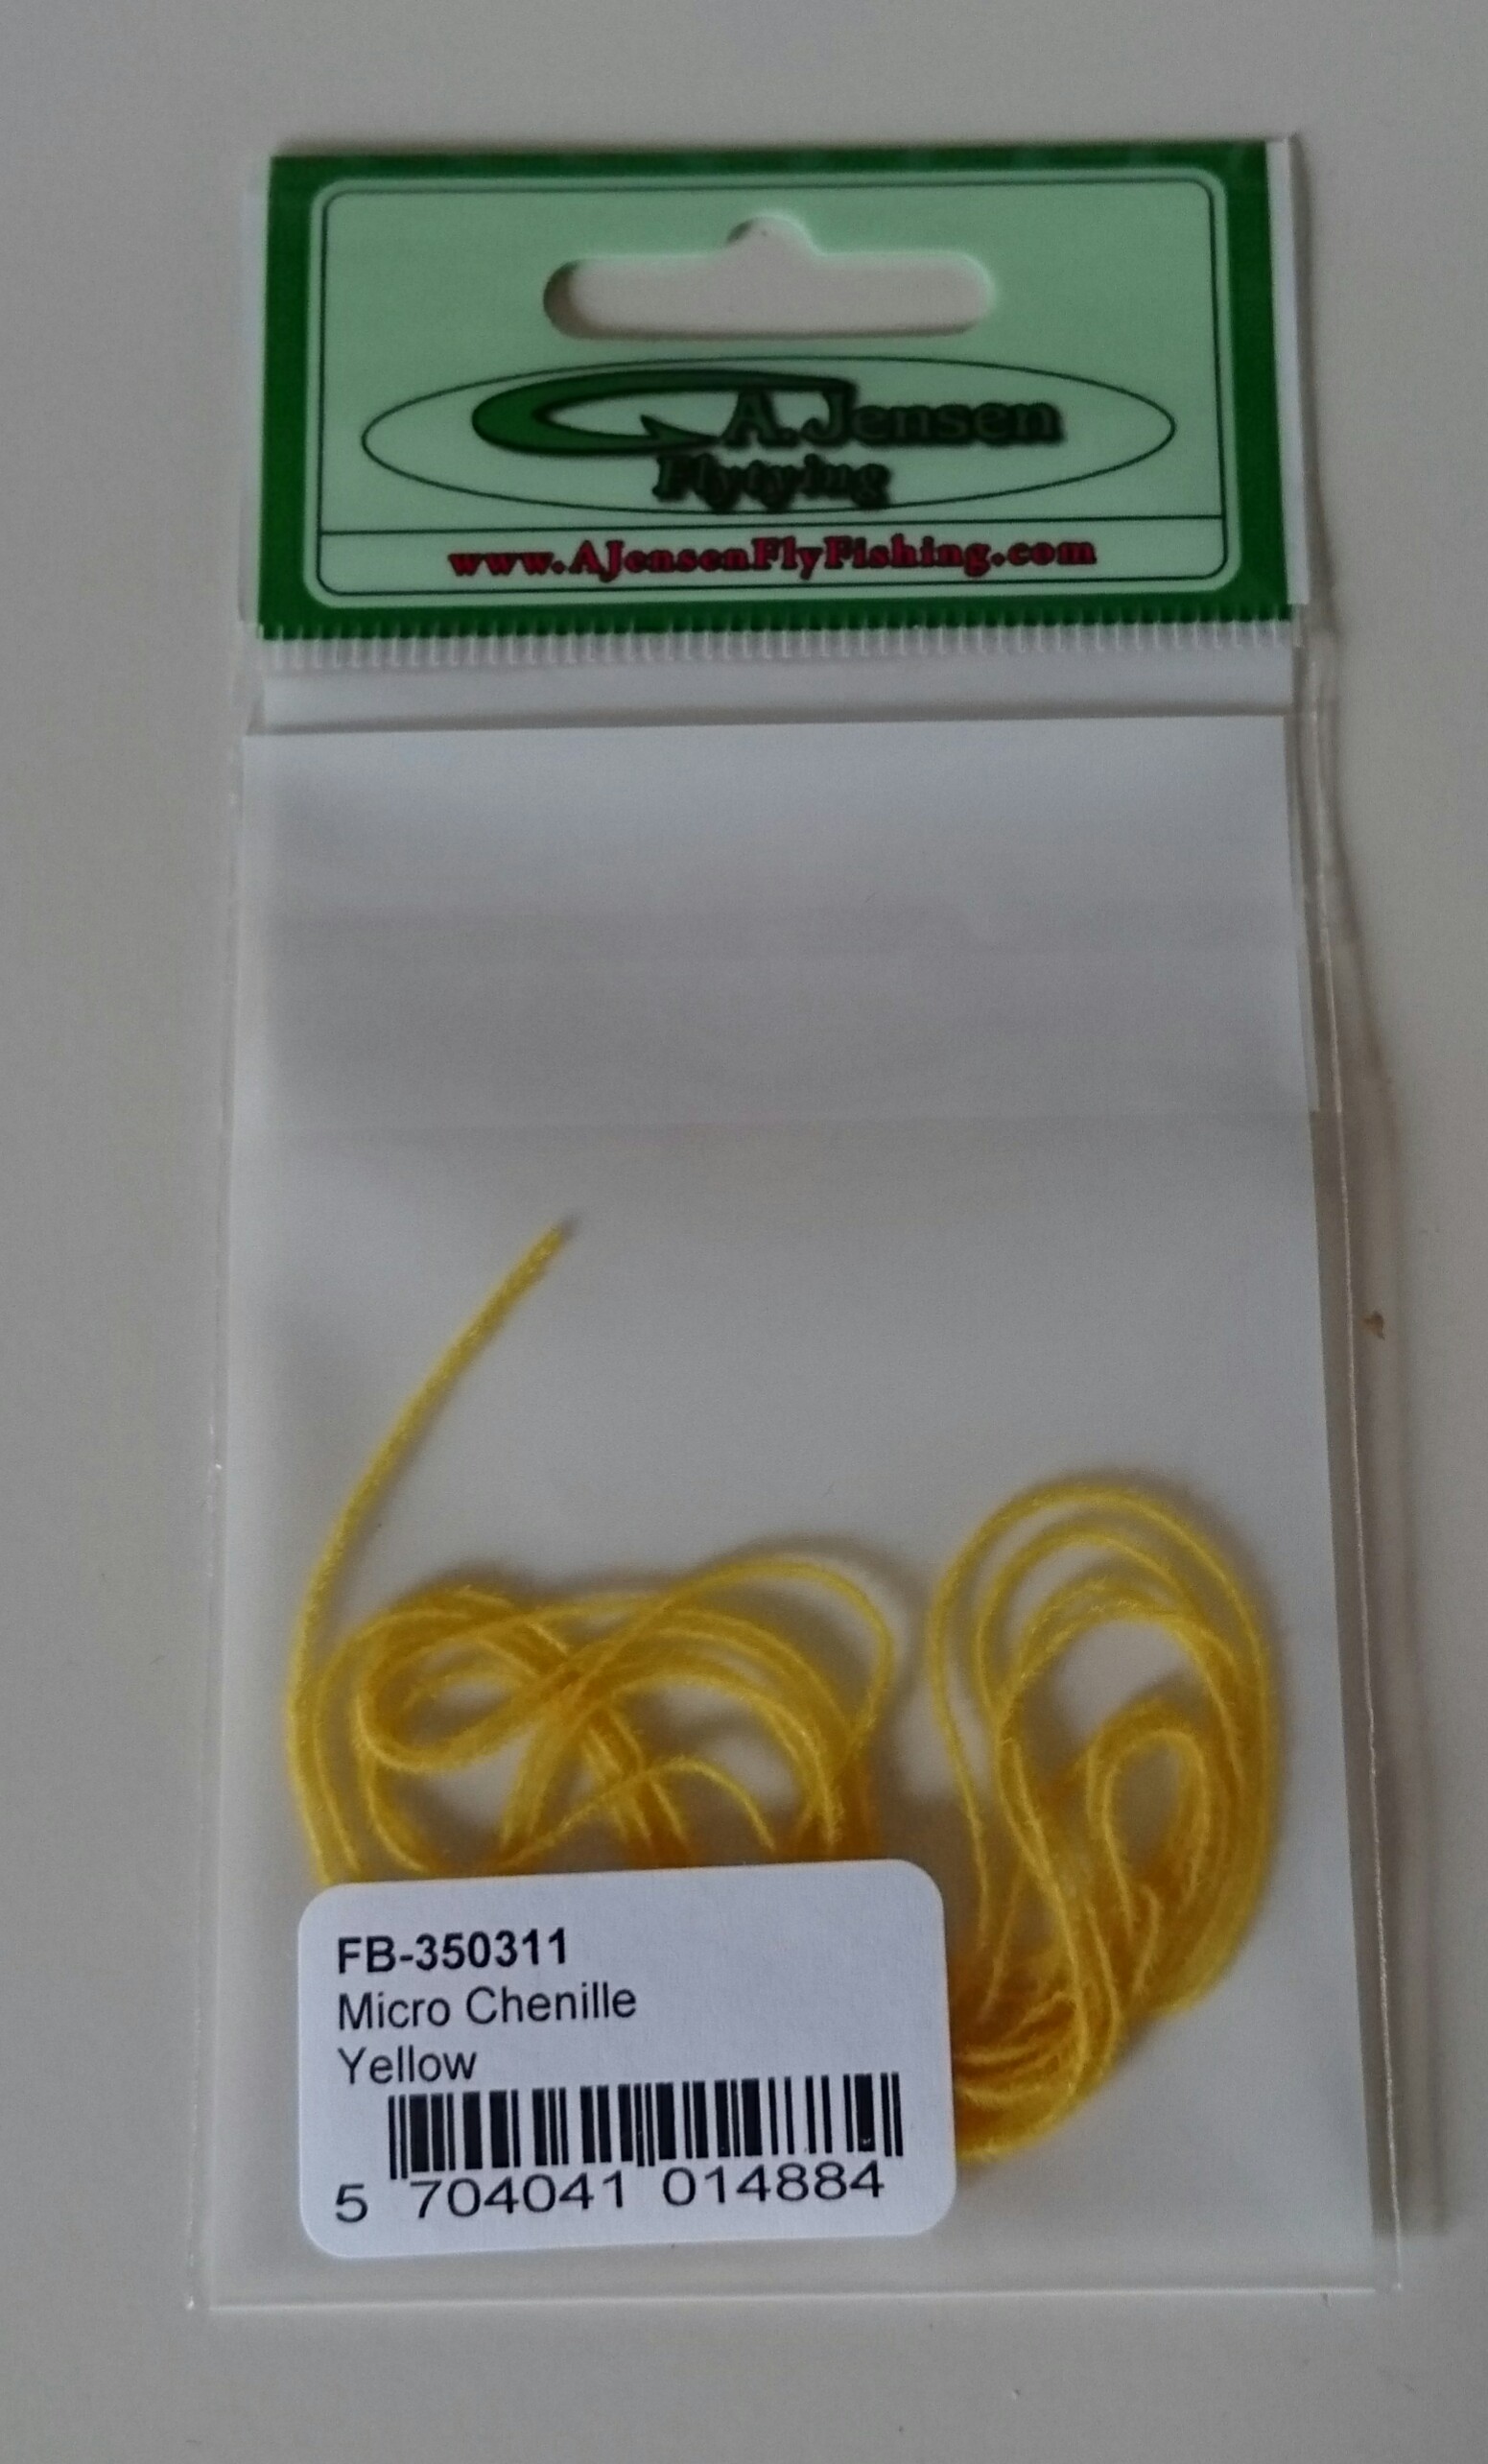 A. Jensen
Flytying
www.AJensenFlyFishing.com
FB-350311
Micro Chenille
Yellow
5 704041 014884